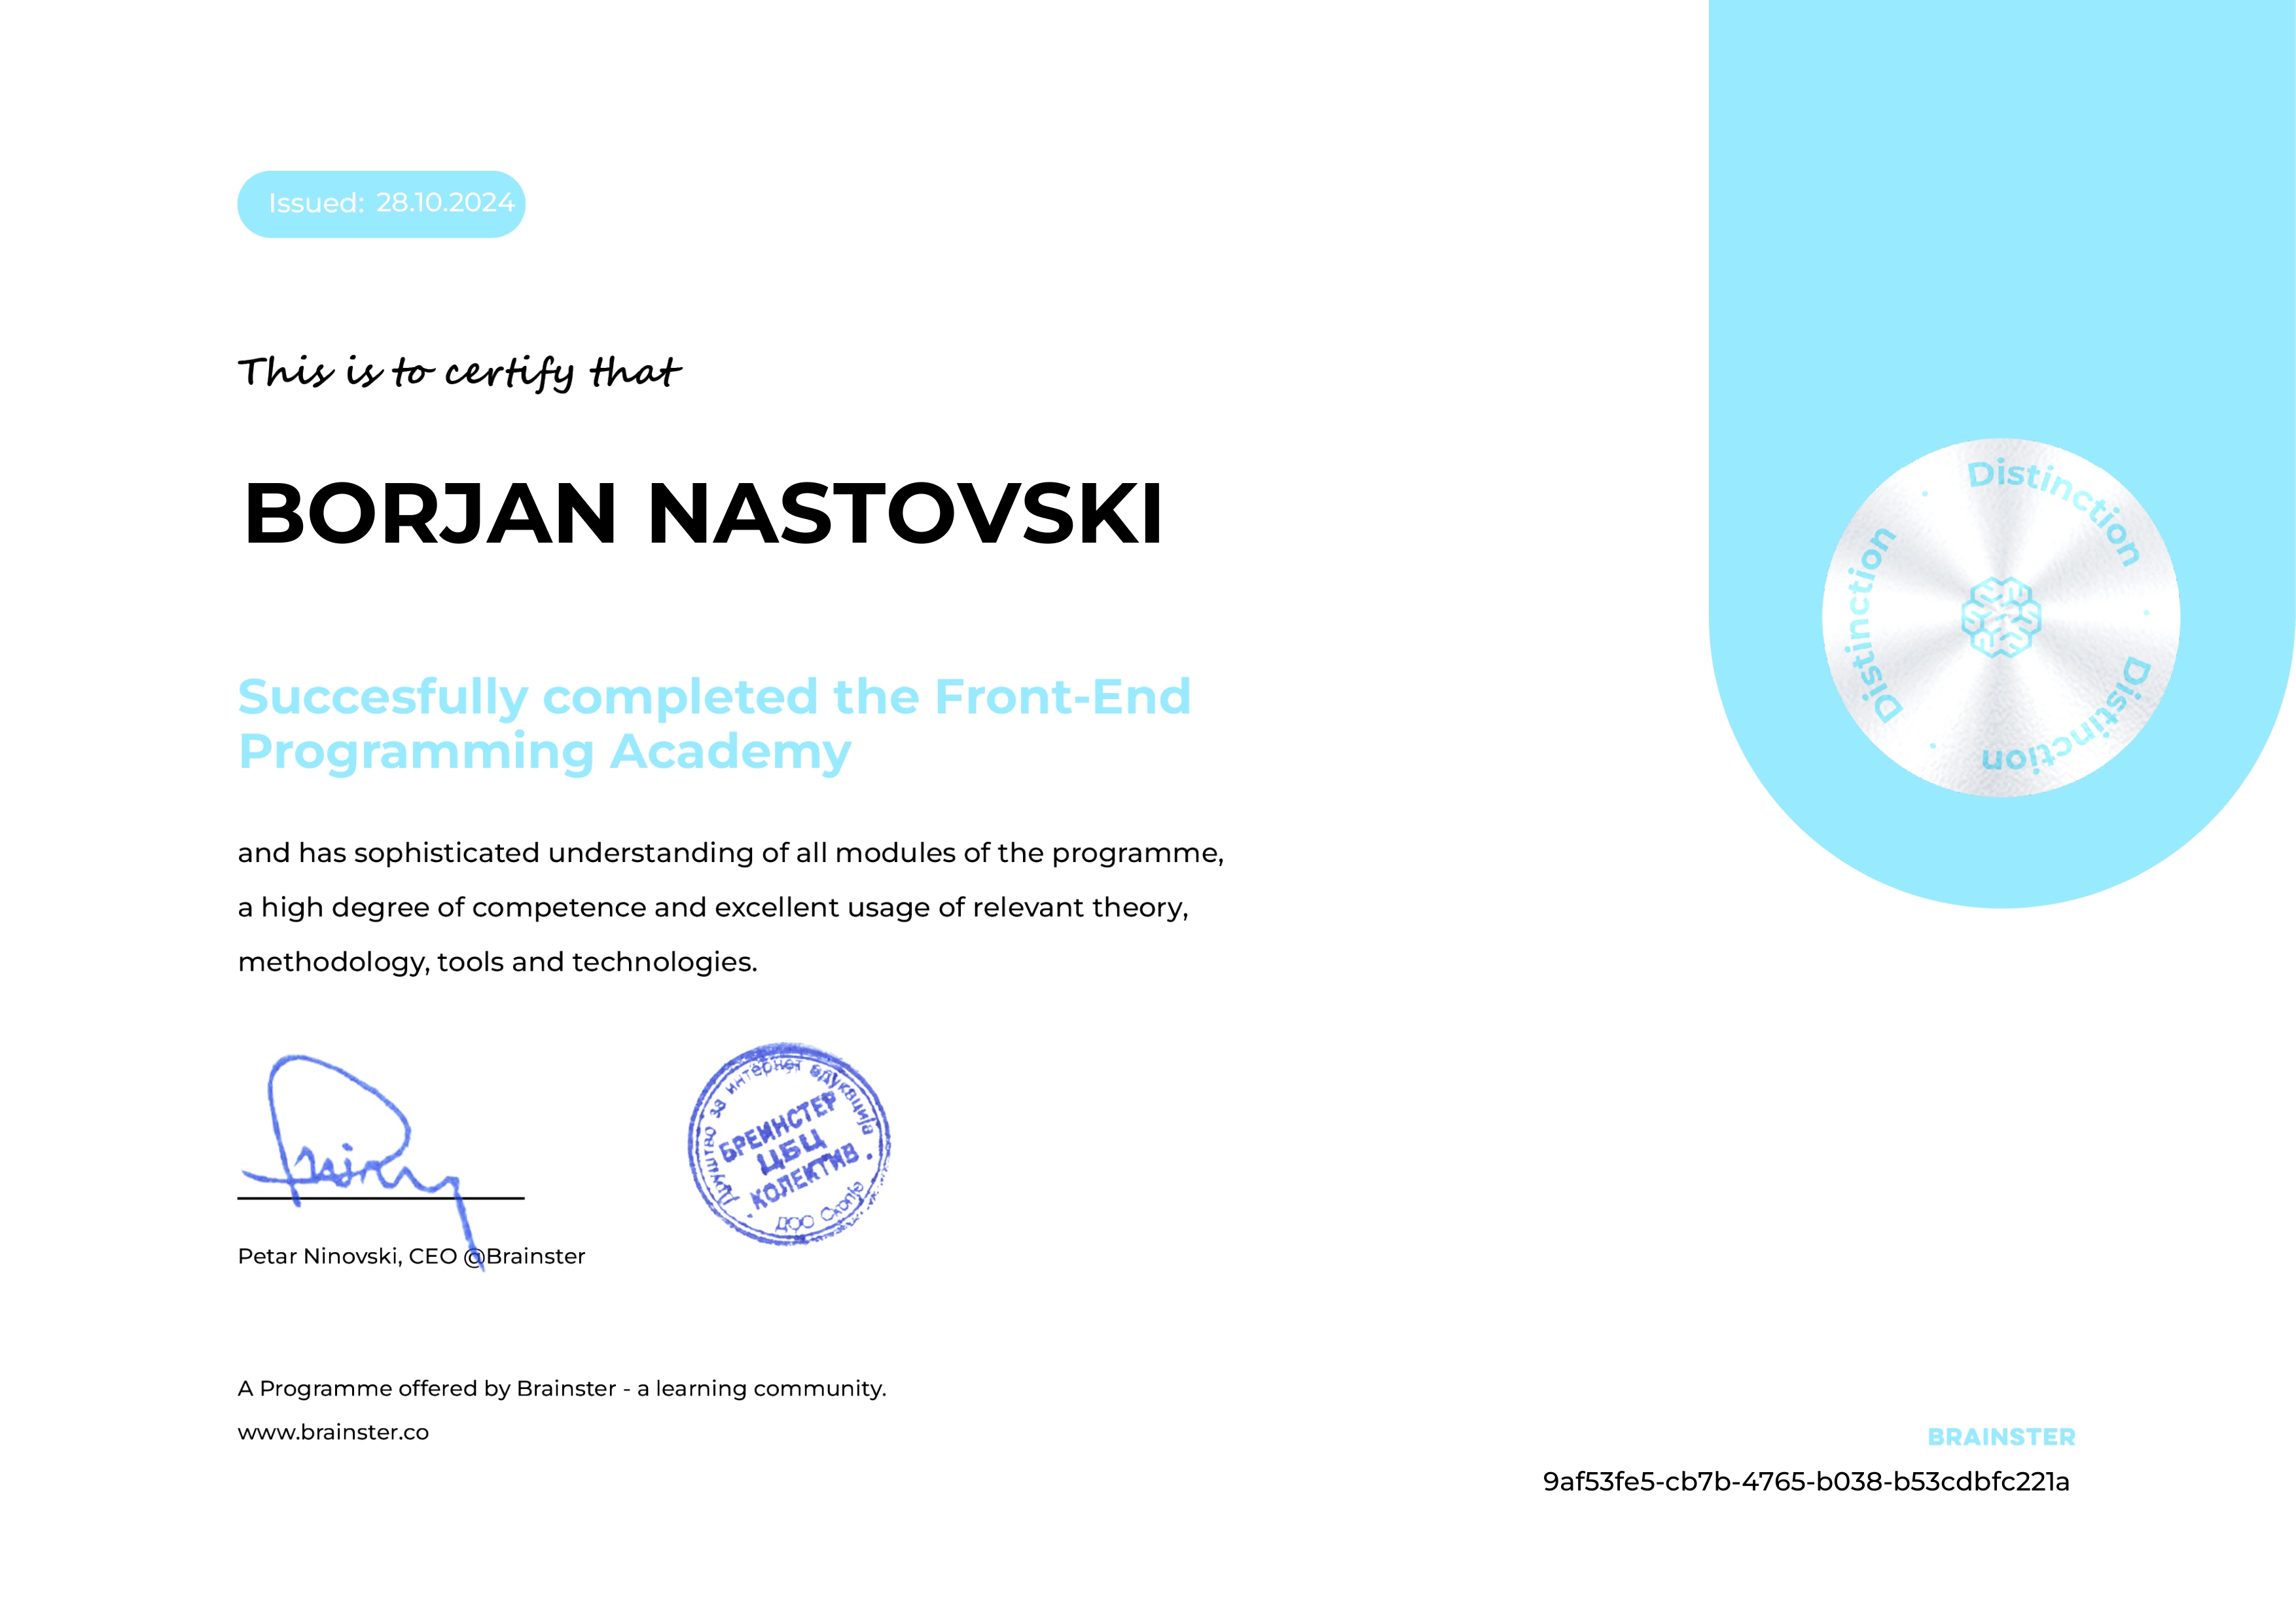 Issued: 28.10.2024
This is to certify that
BORJAN NASTOVSKI
Distinction · Distinction · Distinction ·
Succesfully completed the Front-End
Programming Academy
and has sophisticated understanding of all modules of the programme,
a high degree of competence and excellent usage of relevant theory,
methodology, tools and technologies.
Друштво за интернет едукација
БРЕИНСТЕР
ЦБЦ
КОЛЕКТИВ
ДОО Скопје
Petar Ninovski, CEO @Brainster
A Programme offered by Brainster - a learning community.
www.brainster.co
BRAINSTER
9af53fe5-cb7b-4765-b038-b53cdbfc221a